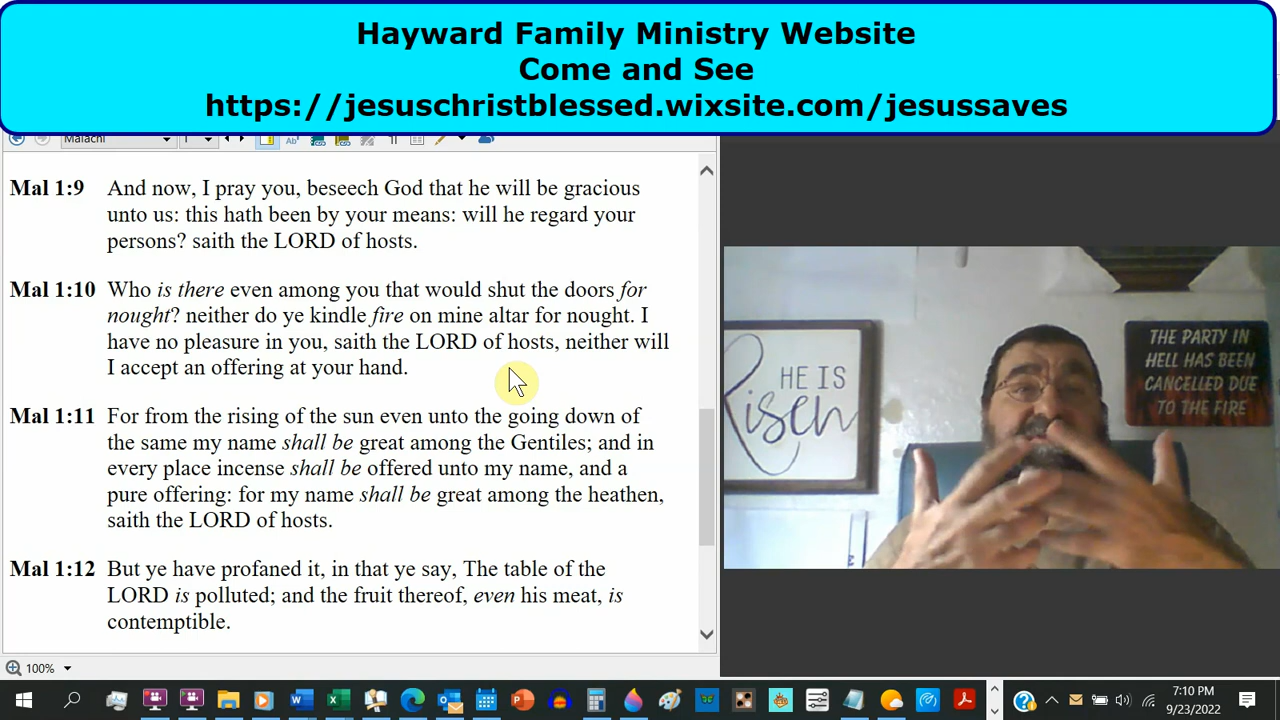 Hayward Family Ministry Website
Come and See
https://jesuschristblessed.wixsite.com/jesussaves
Malachi 1
Mal 1:9 And now, I pray you, beseech God that he will be gracious
unto us: this hath been by your means: will he regard your
persons? saith the LORD of hosts.
Mal 1:10 Who is there even among you that would shut the doors for
nought? neither do ye kindle fire on mine altar for nought. I
have no pleasure in you, saith the LORD of hosts, neither will
I accept an offering at your hand.
Mal 1:11 For from the rising of the sun even unto the going down of
the same my name shall be great among the Gentiles; and in
every place incense shall be offered unto my name, and a
pure offering: for my name shall be great among the heathen,
saith the LORD of hosts.
Mal 1:12 But ye have profaned it, in that ye say, The table of the
LORD is polluted; and the fruit thereof, even his meat, is
contemptible.
100%
HE IS
Risen
THE PARTY IN
HELL HAS BEEN
CANCELLED DUE
TO THE FIRE
7:10 PM
9/23/2022